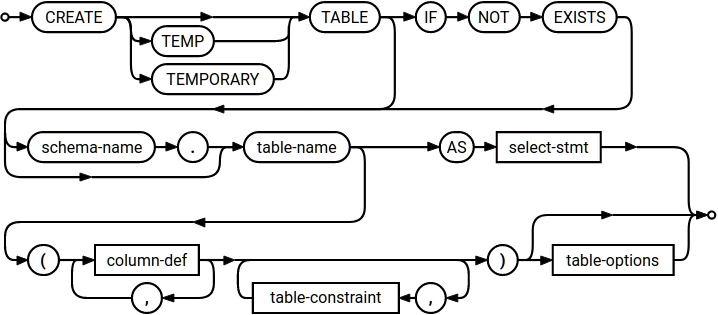 CREATE TABLE IF NOT EXISTS
TEMP
TEMPORARY
schema-name . table-name AS select-stmt
( column-def ) table-options
,
table-constraint ,